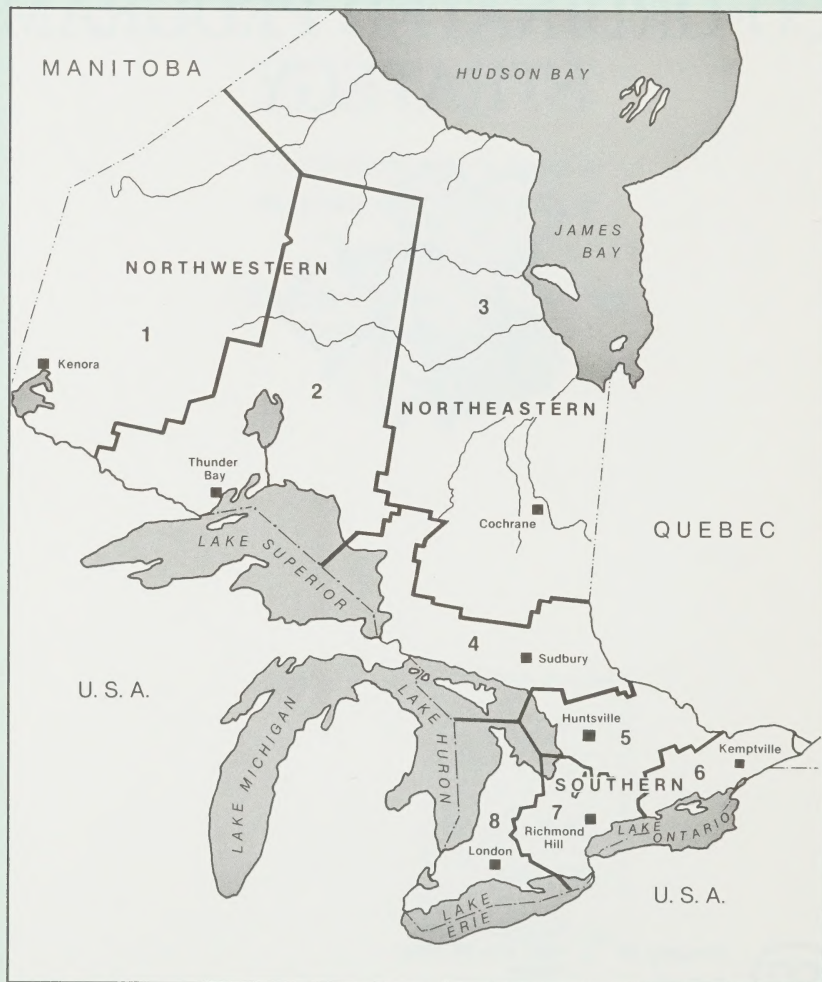 MANITOBA
HUDSON BAY
JAMES
BAY
NORTHWESTERN
3
1
Kenora
2
NORTHEASTERN
Thunder
Bay
Cochrane
QUEBEC
LAKE SUPERIOR
4
Sudbury
U.S.A.
LAKE MICHIGAN
LAKE HURON
Huntsville
5
Kemptville
6
SOUTHERN
7
8
Richmond
Hill
LAKE
ONTARIO
London
U.S.A.
LAKE
ERIE